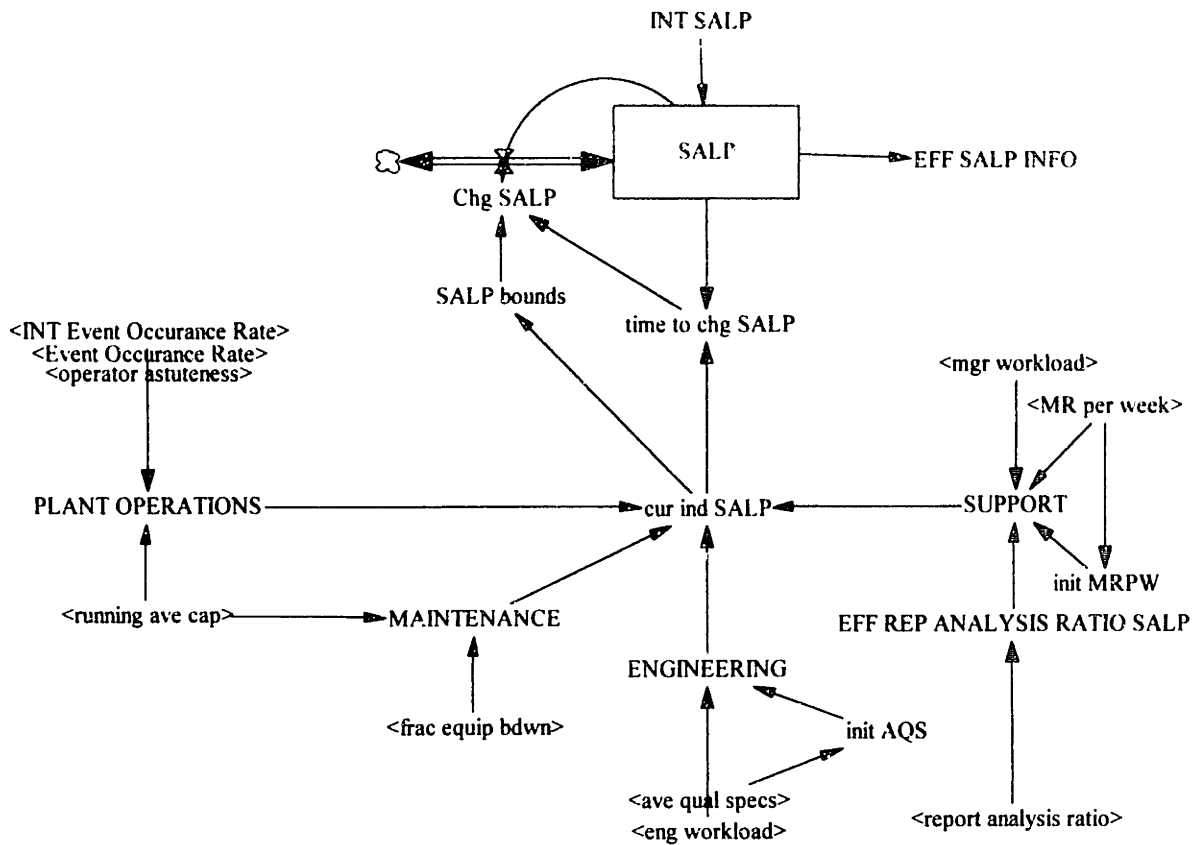 INT SALP
SALP
EFF SALP INFO
Chg SALP
SALP bounds
time to chg SALP
<INT Event Occurance Rate>
<Event Occurance Rate>
<operator astuteness>
<mgr workload>
<MR per week>
PLANT OPERATIONS
cur ind SALP
SUPPORT
init MRPW
<running ave cap>
MAINTENANCE
EFF REP ANALYSIS RATIO SALP
ENGINEERING
<frac equip bdwn>
init AQS
<ave qual specs>
<eng workload>
<report analysis ratio>